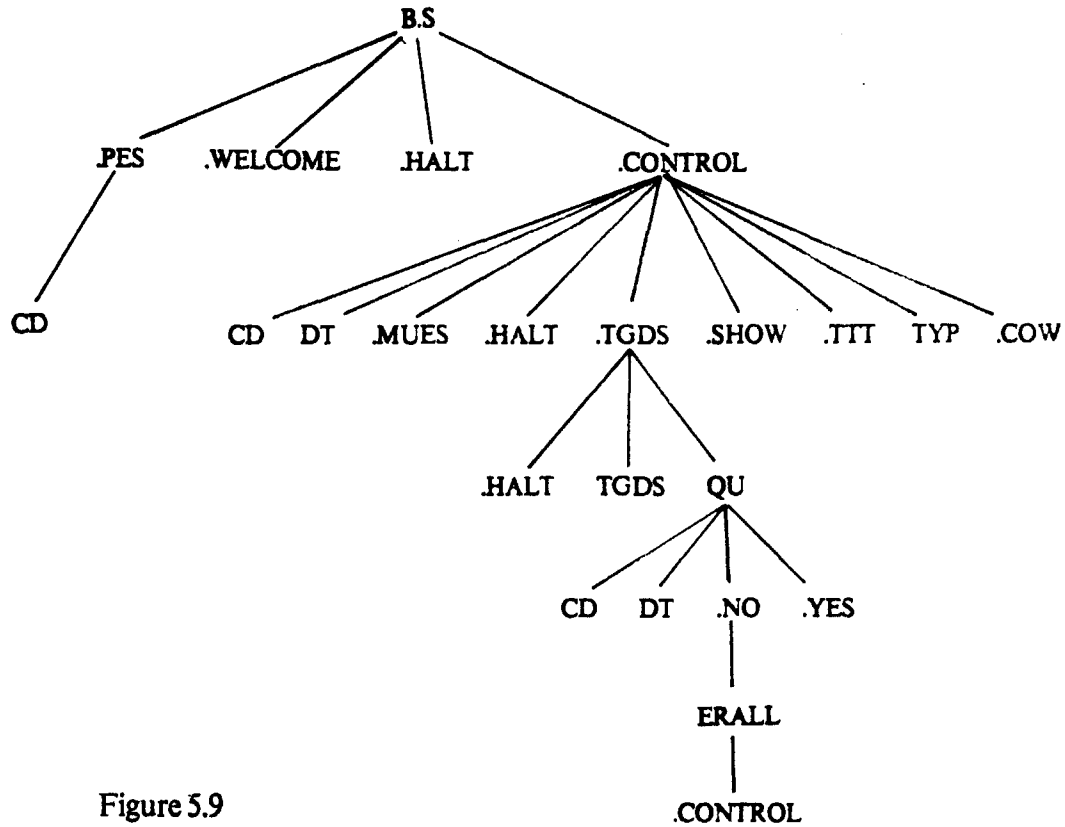 B.S
.PES .WELCOME .HALT .CONTROL
CD
CD DT .MUES .HALT .TGDS .SHOW .TTT TYP .COW
.HALT TGDS QU
CD DT .NO .YES
ERALL
.CONTROL
Figure 5.9